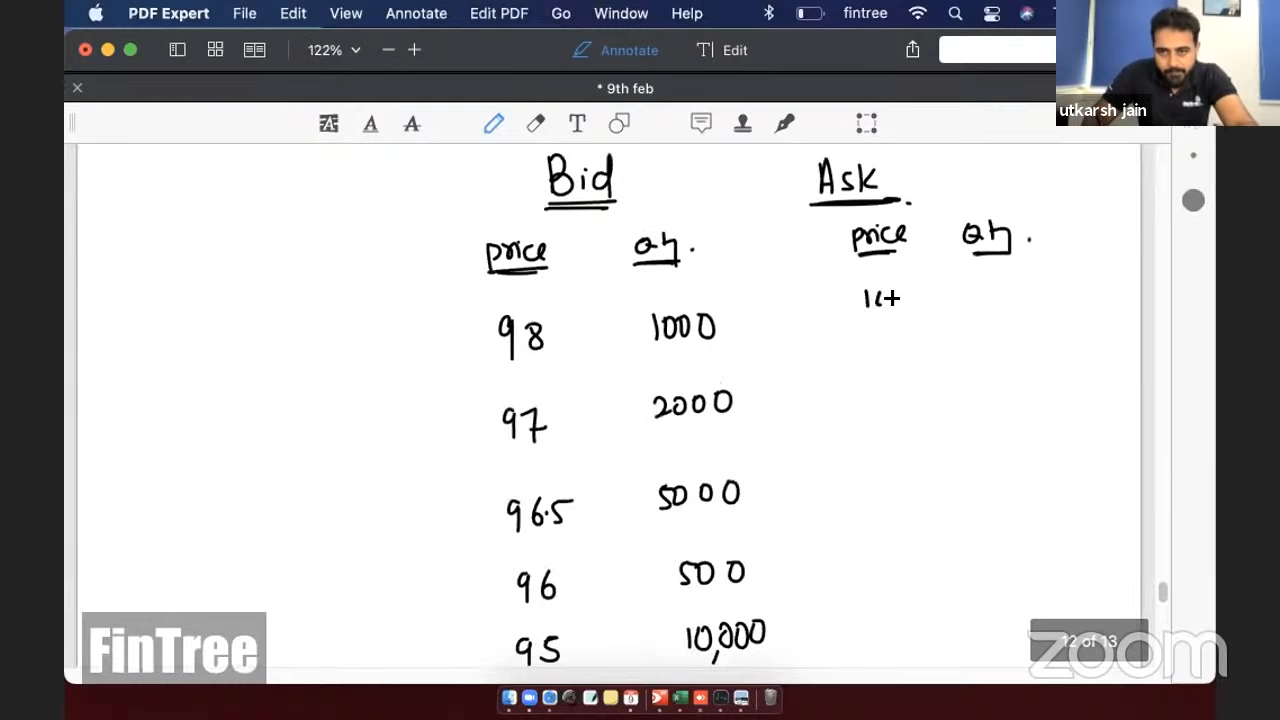 PDF Expert File Edit View Annotate Edit PDF Go Window Help fintree
122% Annotate T Edit
* 9th feb
utkarsh jain
Bid Ask
price Qty. price Qty.
98 1000
97 2000
96.5 5000
96 500
95 10,000
FinTree
12 of 13
zoom